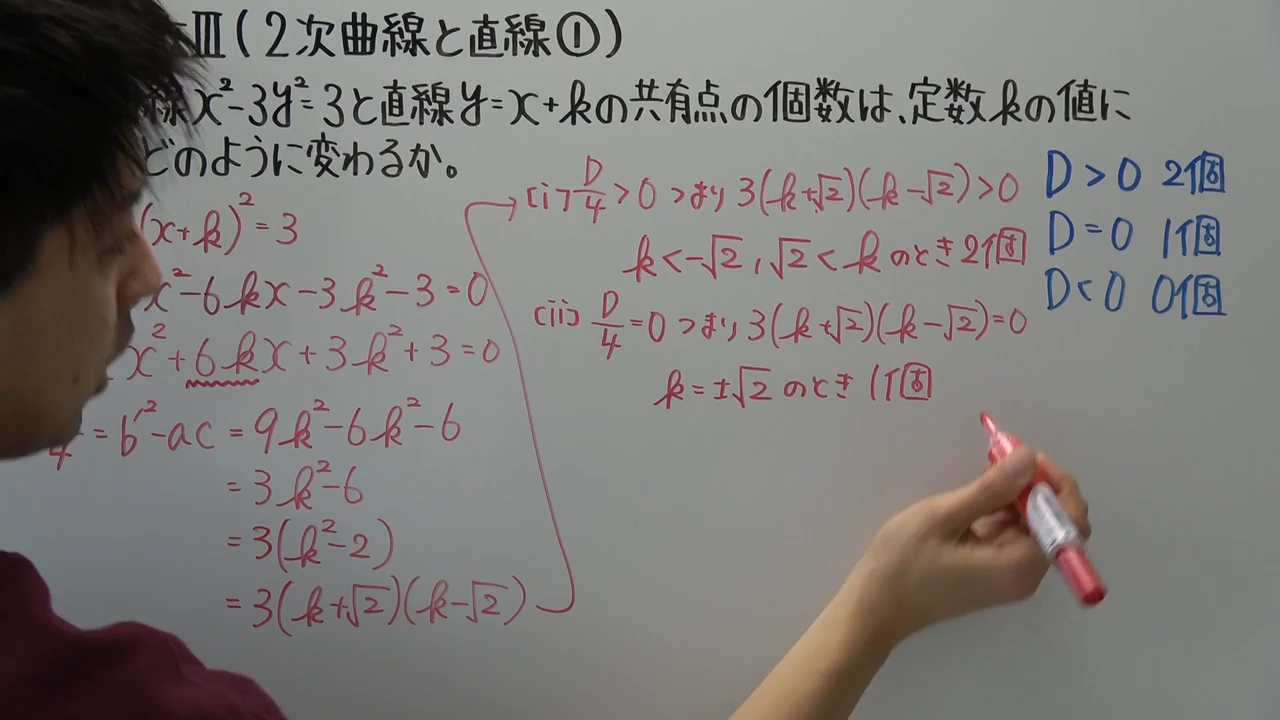 Ⅲ(2次曲線と直線①)
線x²-3y²=3と直線y=x+kの共有点の個数は、定数kの値に
どのように変わるか。
(x+k)²=3
x²-6kx-3k²-3=0
x²+6kx+3k²+3=0
4 =b'²-ac=9k²-6k²-6
=3k²-6
=3(k²-2)
=3(k+√2)(k-√2)
(i) D/4>0 つまり 3(k+√2)(k-√2)>0
k<-√2,√2<kのとき2個
(ii) D/4=0 つまり 3(k+√2)(k-√2)=0
k=±√2のとき1個
D>0 2個
D=0 1個
D<0 0個